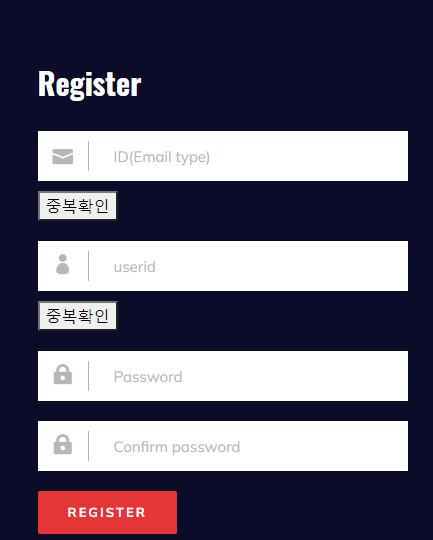 Register
ID(Email type)
중복확인
userid
중복확인
Password
Confirm password
REGISTER